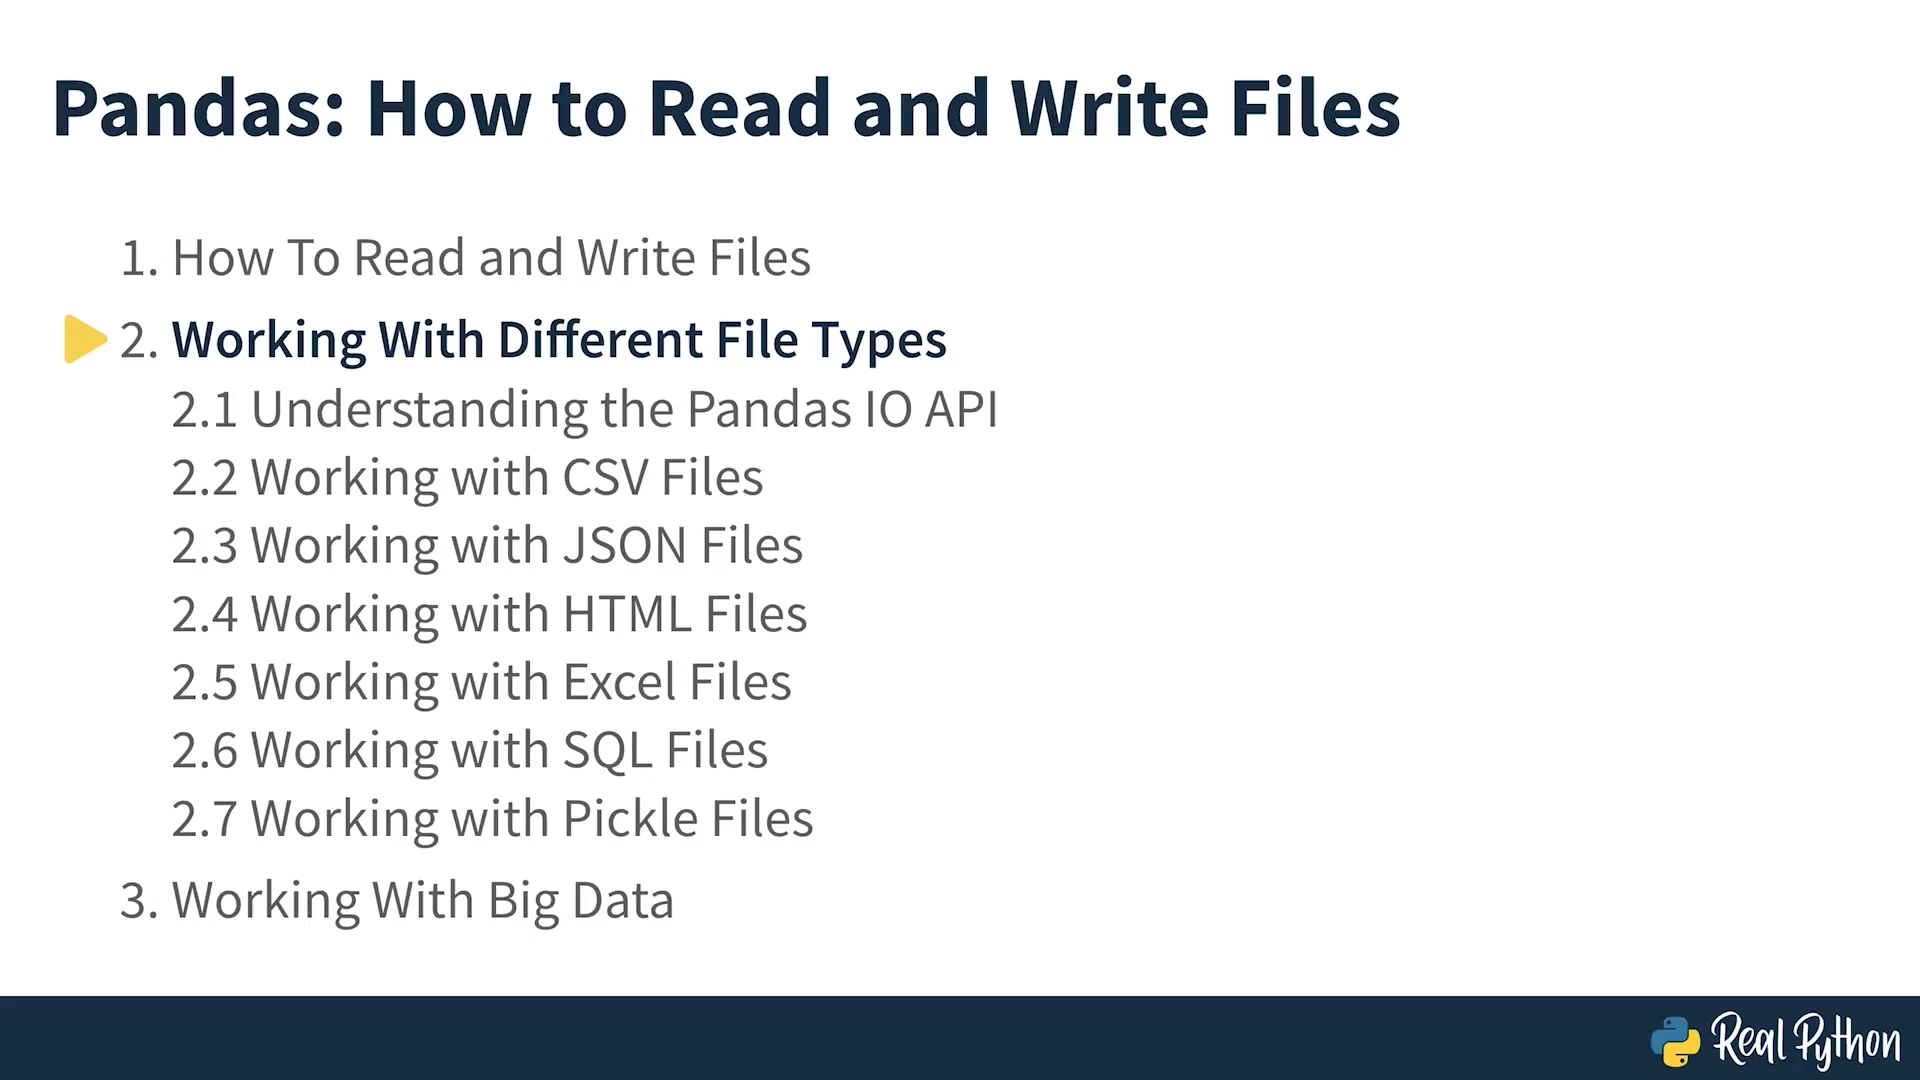 Pandas: How to Read and Write Files
1. How To Read and Write Files
2. Working With Different File Types
2.1 Understanding the Pandas IO API
2.2 Working with CSV Files
2.3 Working with JSON Files
2.4 Working with HTML Files
2.5 Working with Excel Files
2.6 Working with SQL Files
2.7 Working with Pickle Files
3. Working With Big Data
Real Python